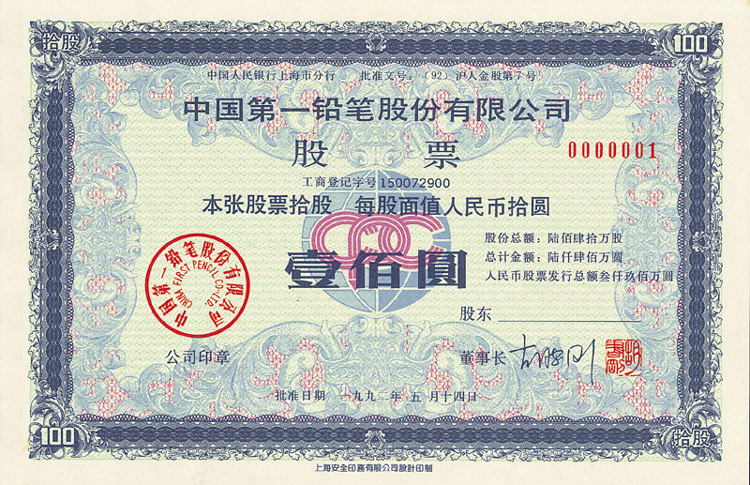 拾股
100
中国人民银行上海市分行 批准文号：（92）沪人金股第7号
中国第一铅笔股份有限公司
股票
0000001
工商登记字号150072900
本张股票拾股 每股面值人民币拾圆
股份总额：陆佰肆拾万股
总计金额：陆仟肆佰万圆
人民币股票发行总额叁仟玖佰万圆
壹佰圓
中国第一铅笔股份有限公司
CHINA FIRST PENCIL CO., LTD.
股东
公司印章
董事长
批准日期 一九九二年五月十四日
100
拾股
上海安全印務有限公司設計印制